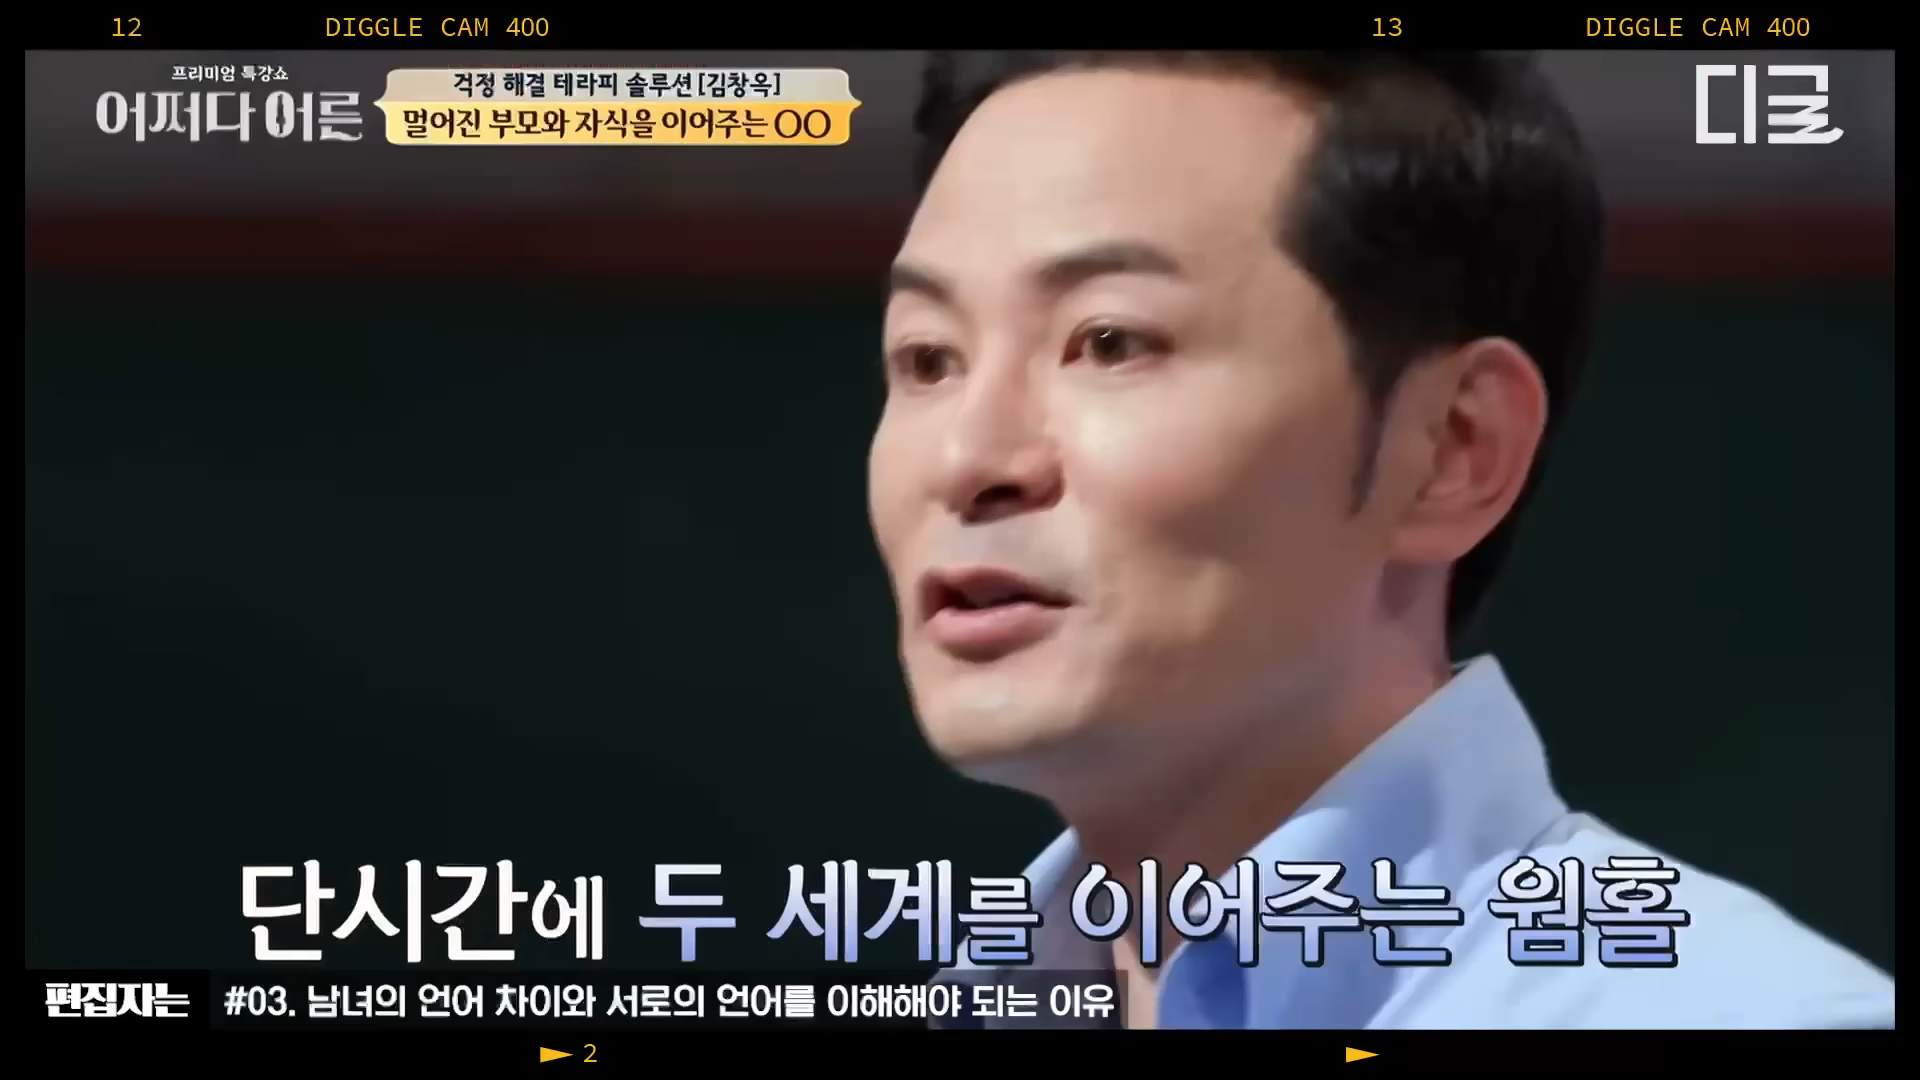 12 DIGGLE CAM 400 13 DIGGLE CAM 400
프리미엄 특강쇼
어쩌다 어른
걱정 해결 테라피 솔루션 [김창옥]
멀어진 부모와 자식을 이어주는 OO
디글
단시간에 두 세계를 이어주는 웜홀
편집자는 #03. 남녀의 언어 차이와 서로의 언어를 이해해야 되는 이유
2